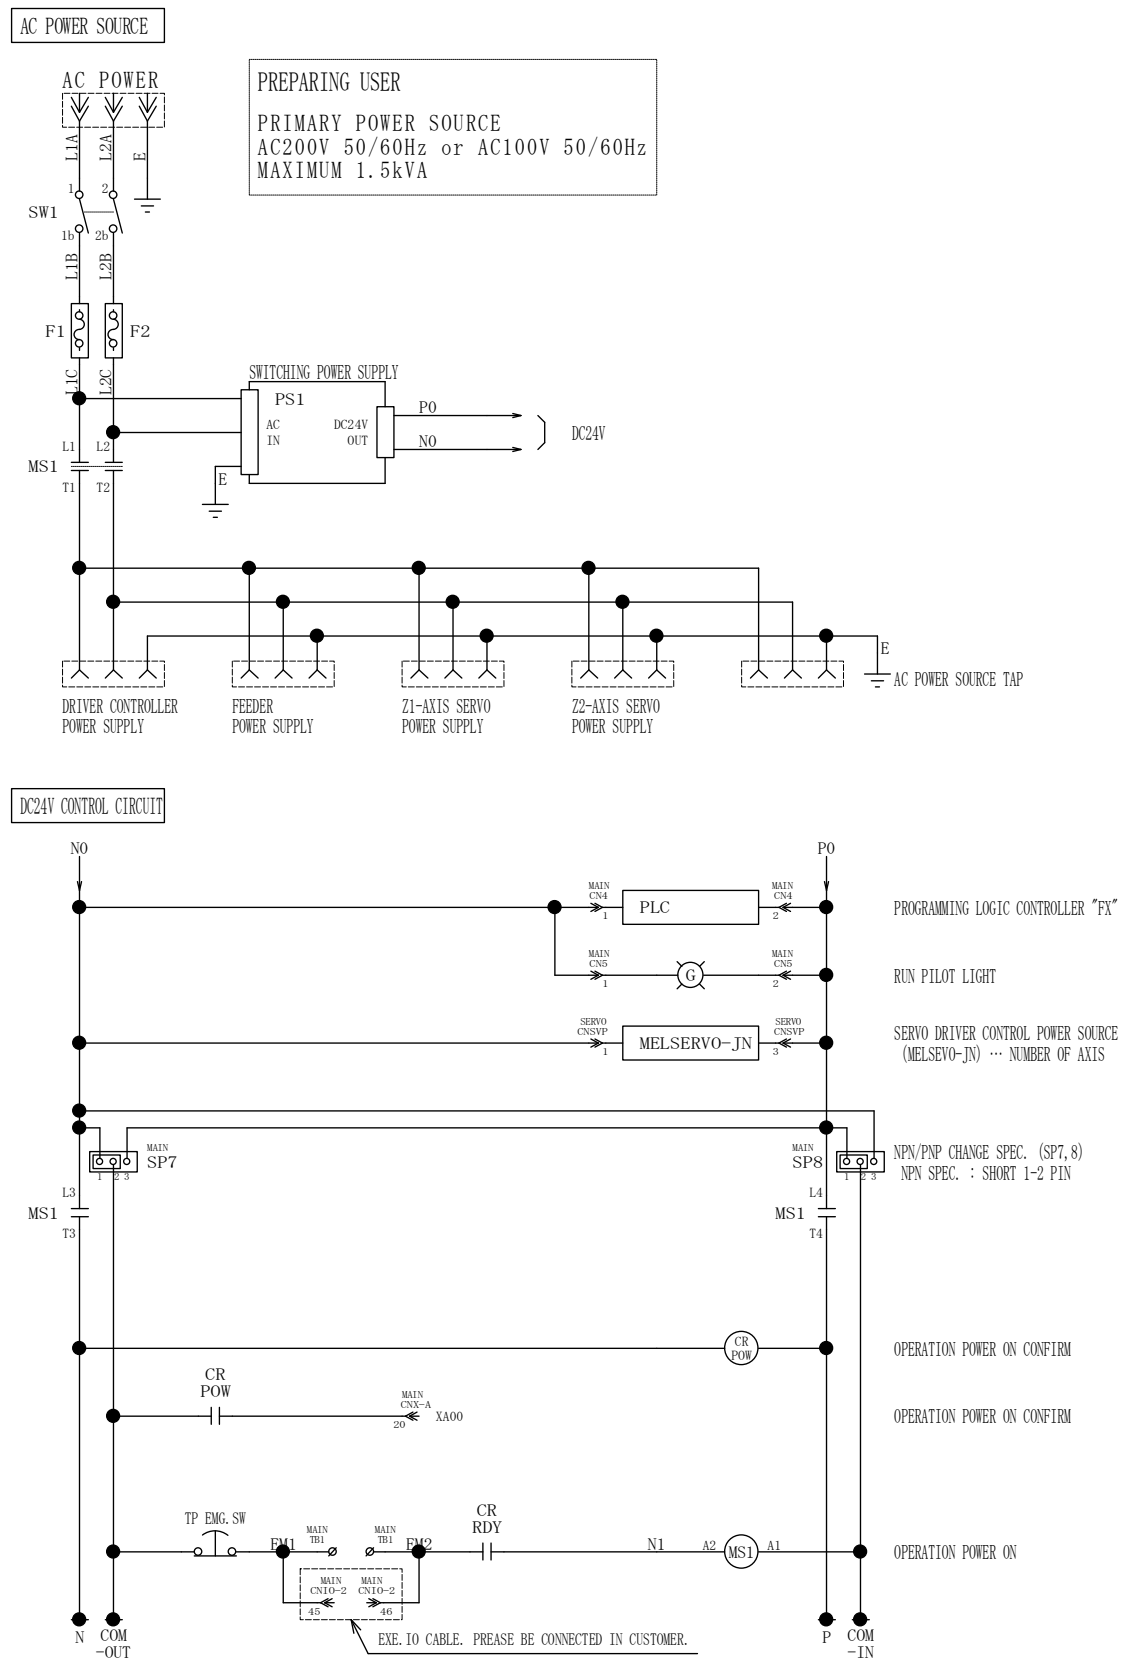 AC POWER SOURCE
AC POWER
PREPARING USER
PRIMARY POWER SOURCE
AC200V 50/60Hz or AC100V 50/60Hz
MAXIMUM 1.5kVA
L1A L2A E
1 2
SW1
1b 2b
L1B L2B
F1 F2
L1C L2C
SWITCHING POWER SUPPLY
PS1
AC
IN
DC24V
OUT
P0
N0
DC24V
E
L1 L2
MS1
T1 T2
E
AC POWER SOURCE TAP
DRIVER CONTROLLER
POWER SUPPLY
FEEDER
POWER SUPPLY
Z1-AXIS SERVO
POWER SUPPLY
Z2-AXIS SERVO
POWER SUPPLY
DC24V CONTROL CIRCUIT
N0 P0
MAIN
CN4
1
PLC
MAIN
CN4
2
PROGRAMMING LOGIC CONTROLLER "FX"
MAIN
CN5
1
G
MAIN
CN5
2
RUN PILOT LIGHT
SERVO
CNSVP
1
MELSERVO-JN
SERVO
CNSVP
3
SERVO DRIVER CONTROL POWER SOURCE
(MELSEVO-JN) ··· NUMBER OF AXIS
MAIN
SP7
1 2 3
MAIN
SP8
1 2 3
NPN/PNP CHANGE SPEC. (SP7,8)
NPN SPEC. : SHORT 1-2 PIN
L3
MS1
T3
L4
MS1
T4
CR
POW
OPERATION POWER ON CONFIRM
CR
POW
MAIN
CNX-A
20
XA00
OPERATION POWER ON CONFIRM
TP EMG.SW
EM1
MAIN
TB1
MAIN
TB1
EM2
CR
RDY
N1
A2
MS1
A1
OPERATION POWER ON
MAIN
CNIO-2
45
MAIN
CNIO-2
46
EXE.IO CABLE. PREASE BE CONNECTED IN CUSTOMER.
N
COM
-OUT
P
COM
-IN